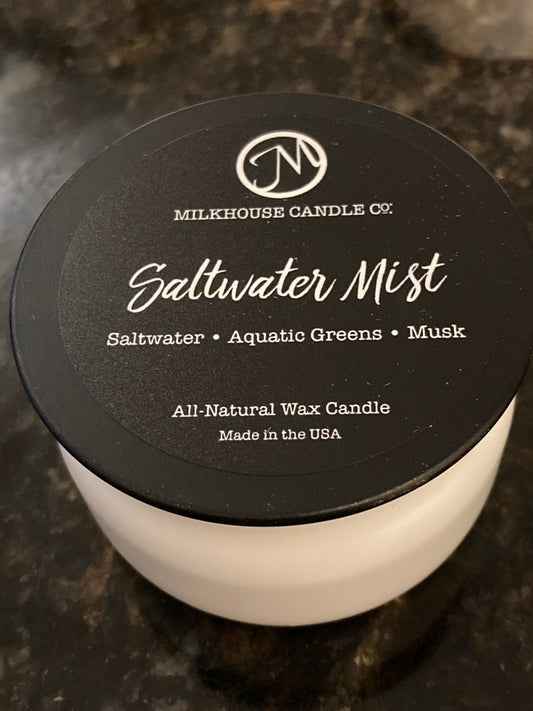 M
MILKHOUSE CANDLE Co.
Saltwater Mist
Saltwater • Aquatic Greens • Musk
All-Natural Wax Candle
Made in the USA